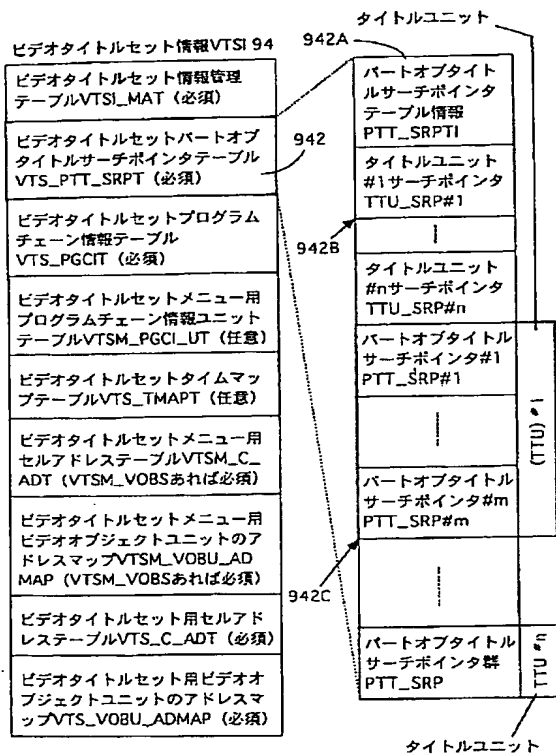 ビデオタイトルセット情報VTSI 94
ビデオタイトルセット情報管理
テーブルVTSI_MAT（必須）
ビデオタイトルセットパートオブ
タイトルサーチポインタテーブル
VTS_PTT_SRPT（必須）
ビデオタイトルセットプログラム
チェーン情報テーブル
VTS_PGCIT（必須）
ビデオタイトルセットメニュー用
プログラムチェーン情報ユニット
テーブルVTSM_PGCI_UT（任意）
ビデオタイトルセットタイムマッ
プテーブルVTS_TMAPT（任意）
ビデオタイトルセットメニュー用
セルアドレステーブルVTSM_C_
ADT（VTSM_VOBSあれば必須）
ビデオタイトルセットメニュー用
ビデオオブジェクトユニットのア
ドレスマップVTSM_VOBU_AD
MAP（VTSM_VOBSあれば必須）
ビデオタイトルセット用セルアド
レステーブルVTS_C_ADT（必須）
ビデオタイトルセット用ビデオオ
ブジェクトユニットのアドレスマ
ップVTS_VOBU_ADMAP（必須）
942
タイトルユニット
942A
パートオブタイト
ルサーチポインタ
テーブル情報
PTT_SRPTI
タイトルユニット
#1サーチポインタ
TTU_SRP#1
942B
タイトルユニット
#nサーチポインタ
TTU_SRP#n
パートオブタイトル
サーチポインタ#1
PTT_SRP#1
パートオブタイトル
サーチポインタ#m
PTT_SRP#m
942C
パートオブタイトル
サーチポインタ群
PTT_SRP
(TTU) #1
TTU #n
タイトルユニット